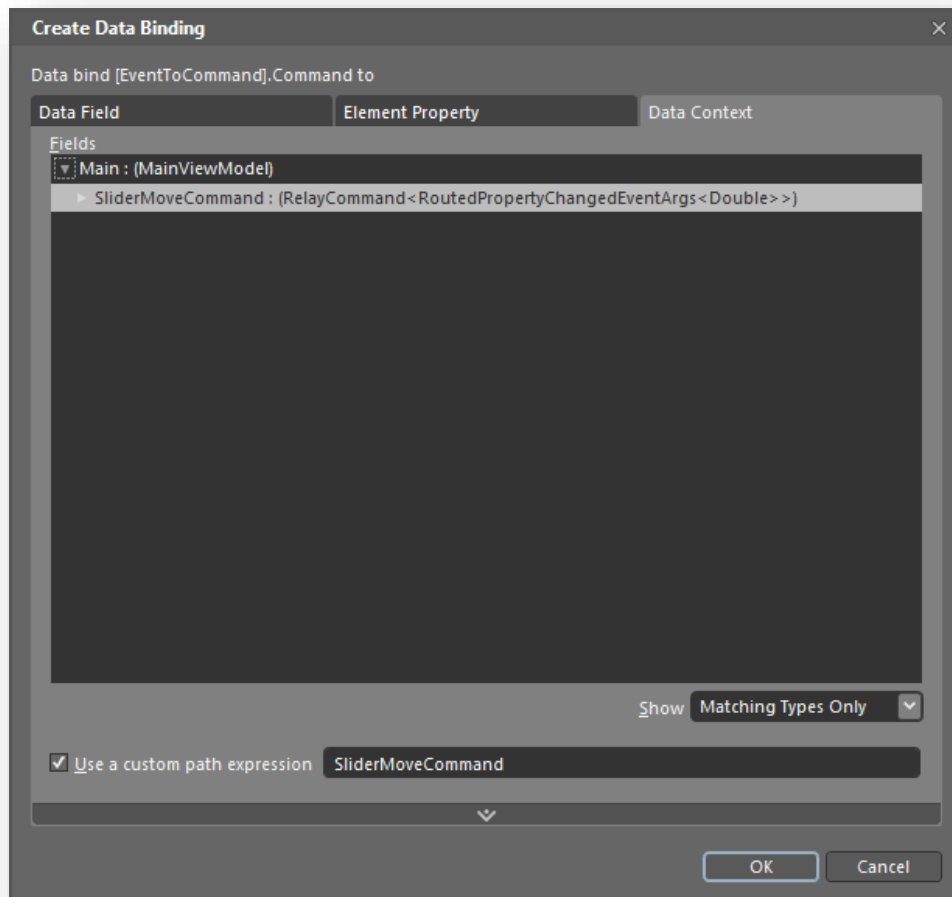 Create Data Binding
Data bind [EventToCommand].Command to
Data Field Element Property Data Context
Fields
Main : (MainViewModel)
SliderMoveCommand : (RelayCommand<RoutedPropertyChangedEventArgs<Double>>)
Show Matching Types Only
Use a custom path expression SliderMoveCommand
OK Cancel